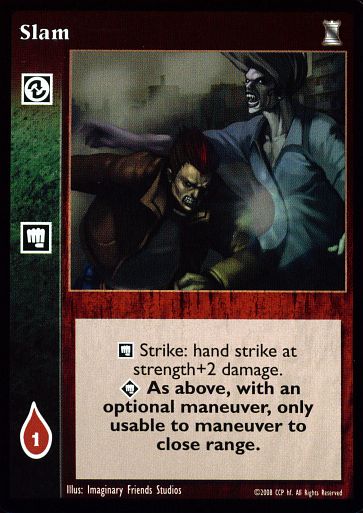 Slam
Strike: hand strike at
strength+2 damage.
As above, with an
optional maneuver, only
usable to maneuver to
close range.
1
Illus: Imaginary Friends Studios
©2008 CCP hf. All Rights Reserved